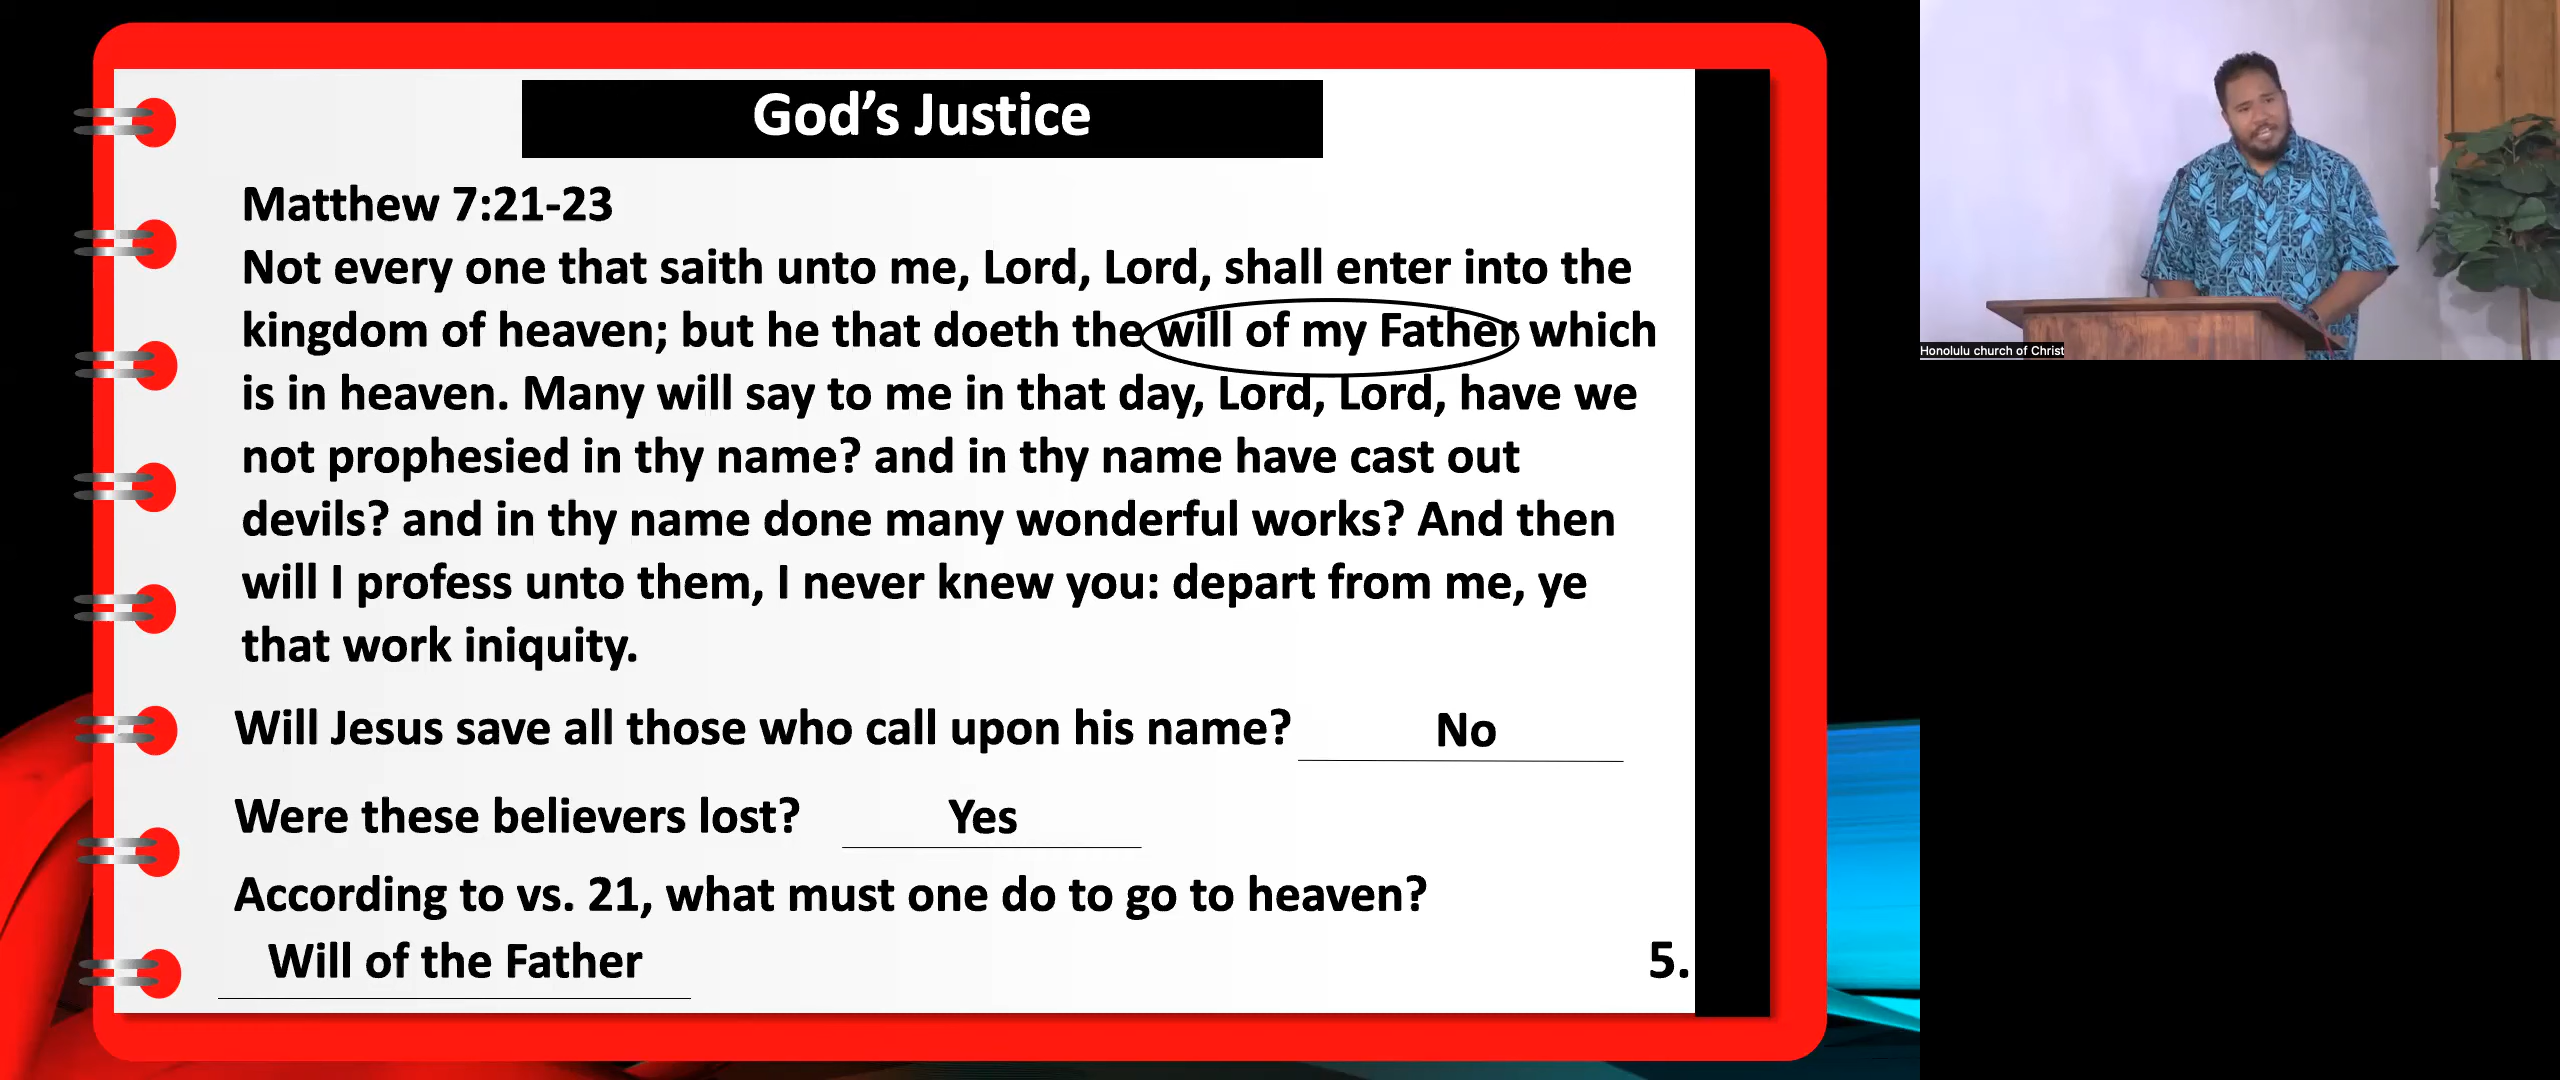 God’s Justice
Matthew 7:21-23
Not every one that saith unto me, Lord, Lord, shall enter into the
kingdom of heaven; but he that doeth the will of my Father which
is in heaven. Many will say to me in that day, Lord, Lord, have we
not prophesied in thy name? and in thy name have cast out
devils? and in thy name done many wonderful works? And then
will I profess unto them, I never knew you: depart from me, ye
that work iniquity.
Will Jesus save all those who call upon his name? No
Were these believers lost? Yes
According to vs. 21, what must one do to go to heaven?
Will of the Father
5.
Honolulu church of Christ